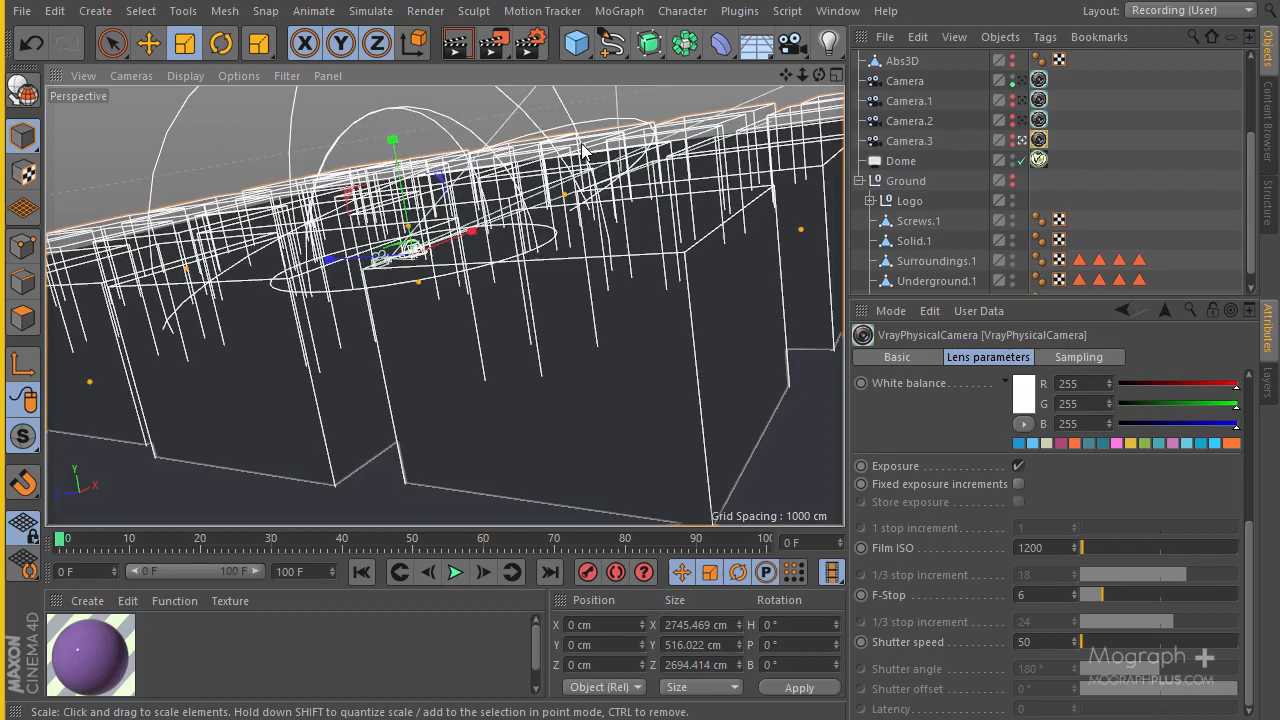 File Edit Create Select Tools Mesh Snap Animate Simulate Render Sculpt Motion Tracker MoGraph Character Plugins Script Window Help Layout: Recording (User)
File Edit View Objects Tags Bookmarks
View Cameras Display Options Filter Panel
Perspective
Abs3D
Camera
Camera.1
Camera.2
Camera.3
Dome
Ground
Logo
Screws.1
Solid.1
Surroundings.1
Underground.1
Objects
Content Browser
Structure
Mode Edit User Data
VrayPhysicalCamera [VrayPhysicalCamera]
Basic Lens parameters Sampling
Attributes
Layers
White balance R 255
G 255
B 255
Exposure
Fixed exposure increments
Store exposure
1 stop increment 1
Film ISO 1200
1/3 stop increment 18
F-Stop 6
1/3 stop increment 24
Shutter speed 50
Shutter angle 180 °
Shutter offset 0 °
Latency 0
Mograph +
MOGRAPHPLUS.COM
Y
X
Z
Grid Spacing : 1000 cm
0 10 20 30 40 50 60 70 80 90 100 0 F
0 F 0 F 100 F 100 F
Create Edit Function Texture
Position Size Rotation
X 0 cm X 2745.469 cm H 0 °
Y 0 cm Y 516.022 cm P 0 °
Z 0 cm Z 2694.414 cm B 0 °
Object (Rel) Size Apply
MAXON
CINEMA 4D
Scale: Click and drag to scale elements. Hold down SHIFT to quantize scale / add to the selection in point mode, CTRL to remove.